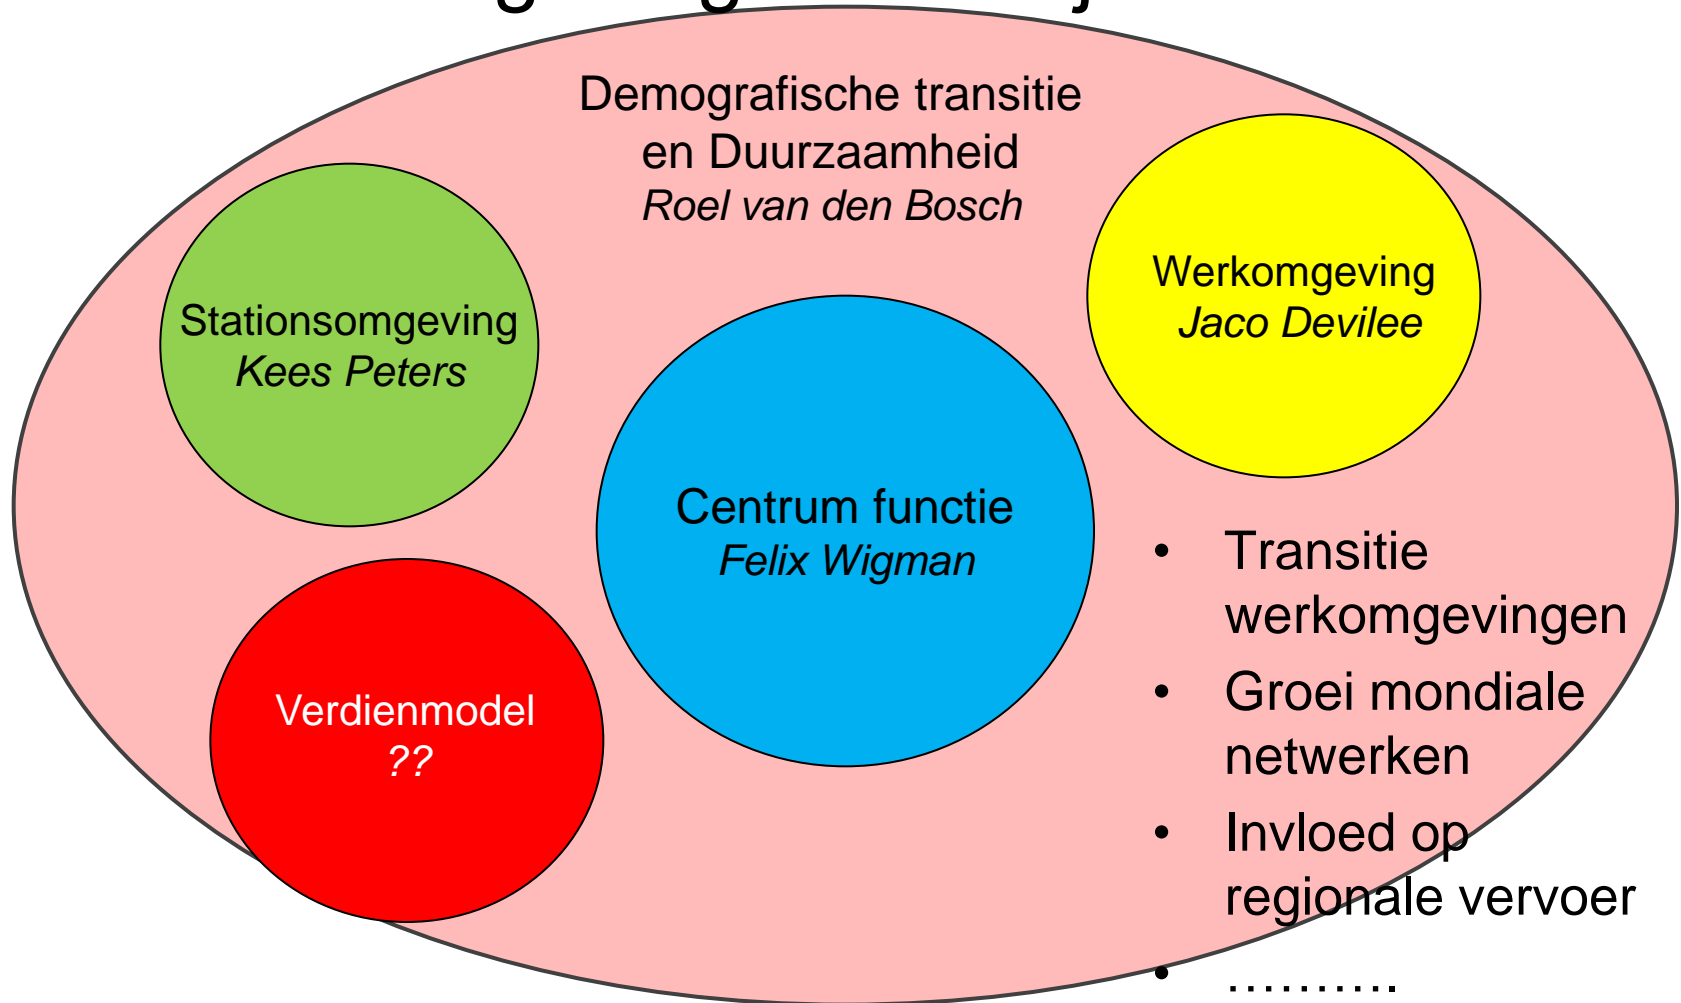 Demografische transitie
en Duurzaamheid
Roel van den Bosch
Werkomgeving
Jaco Devilee
Stationsomgeving
Kees Peters
Centrum functie
Felix Wigman
Verdienmodel
??
• Transitie
werkomgevingen
• Groei mondiale
netwerken
• Invloed op
regionale vervoer
• ……….